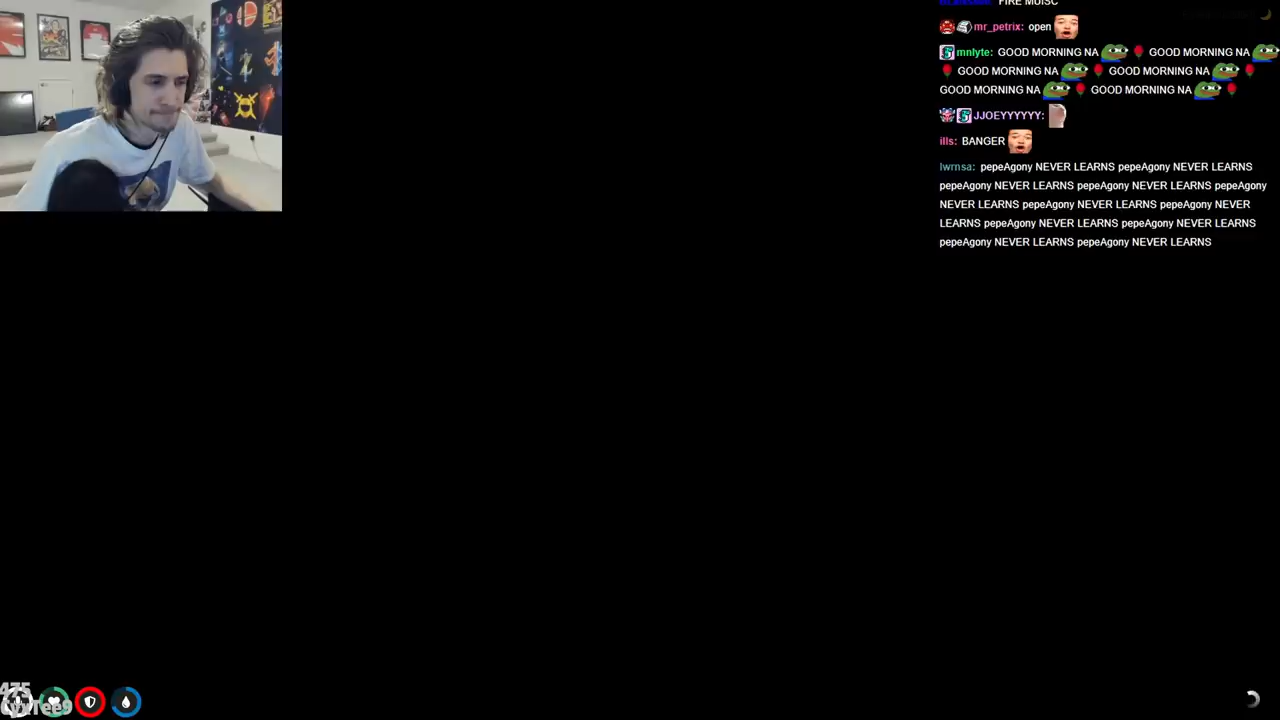 FIRE MUISC
mr_petrix: open
mnlyte: GOOD MORNING NA GOOD MORNING NA
GOOD MORNING NA GOOD MORNING NA
GOOD MORNING NA GOOD MORNING NA
JJOEYYYYYY:
ills: BANGER
lwrnsa: pepeAgony NEVER LEARNS pepeAgony NEVER LEARNS
pepeAgony NEVER LEARNS pepeAgony NEVER LEARNS pepeAgony
NEVER LEARNS pepeAgony NEVER LEARNS pepeAgony NEVER
LEARNS pepeAgony NEVER LEARNS pepeAgony NEVER LEARNS
pepeAgony NEVER LEARNS pepeAgony NEVER LEARNS
475